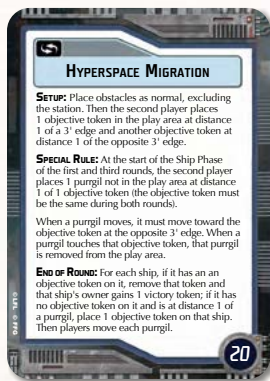 HYPERSPACE MIGRATION
SETUP: Place obstacles as normal, excluding
the station. Then the second player places
1 objective token in the play area at distance
1 of a 3' edge and another objective token at
distance 1 of the opposite 3' edge.
SPECIAL RULE: At the start of the Ship Phase
of the first and third rounds, the second player
places 1 purrgil not in the play area at distance
1 of 1 objective token (the objective token must
be the same during both rounds).
When a purrgil moves, it must move toward the
objective token at the opposite 3' edge. When a
purrgil touches that objective token, that purrgil
is removed from the play area.
END OF ROUND: For each ship, if it has an an
objective token on it, remove that token and
that ship's owner gains 1 victory token; if it has
no objective token on it and is at distance 1 of
a purrgil, place 1 objective token on that ship.
Then players move each purrgil.
© LFL © FFG
20